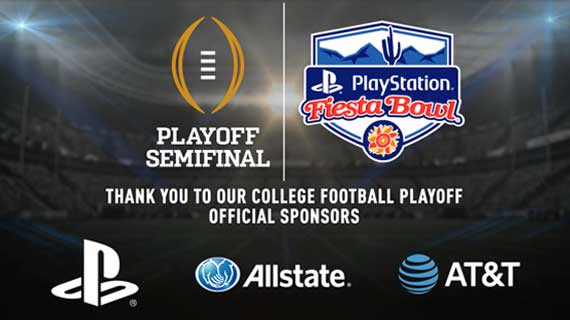 PLAYOFF
SEMIFINAL
PlayStation.
Fiesta Bowl
THANK YOU TO OUR COLLEGE FOOTBALL PLAYOFF
OFFICIAL SPONSORS
Allstate.
AT&T